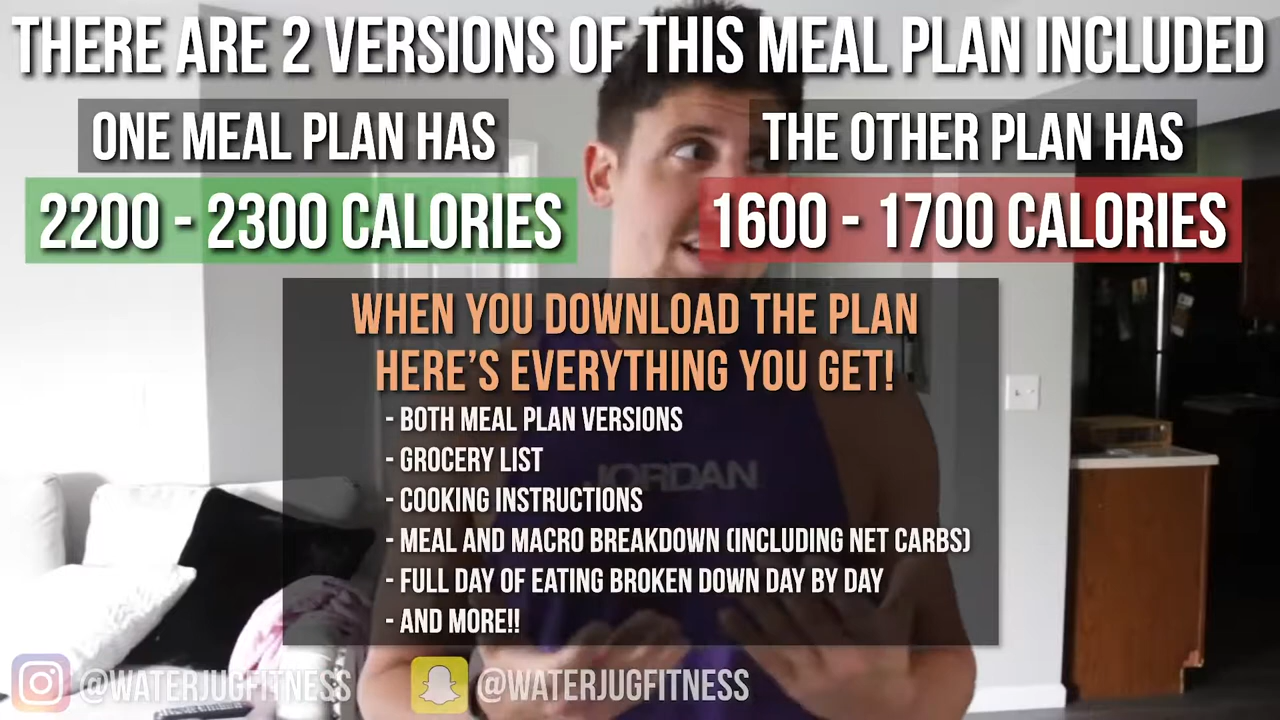 THERE ARE 2 VERSIONS OF THIS MEAL PLAN INCLUDED
ONE MEAL PLAN HAS
2200 - 2300 CALORIES
THE OTHER PLAN HAS
1600 - 1700 CALORIES
WHEN YOU DOWNLOAD THE PLAN
HERE'S EVERYTHING YOU GET!
- BOTH MEAL PLAN VERSIONS
- GROCERY LIST
- COOKING INSTRUCTIONS
- MEAL AND MACRO BREAKDOWN (INCLUDING NET CARBS)
- FULL DAY OF EATING BROKEN DOWN DAY BY DAY
- AND MORE!!
JORDAN
@WATERJUGFITNESS
@WATERJUGFITNESS